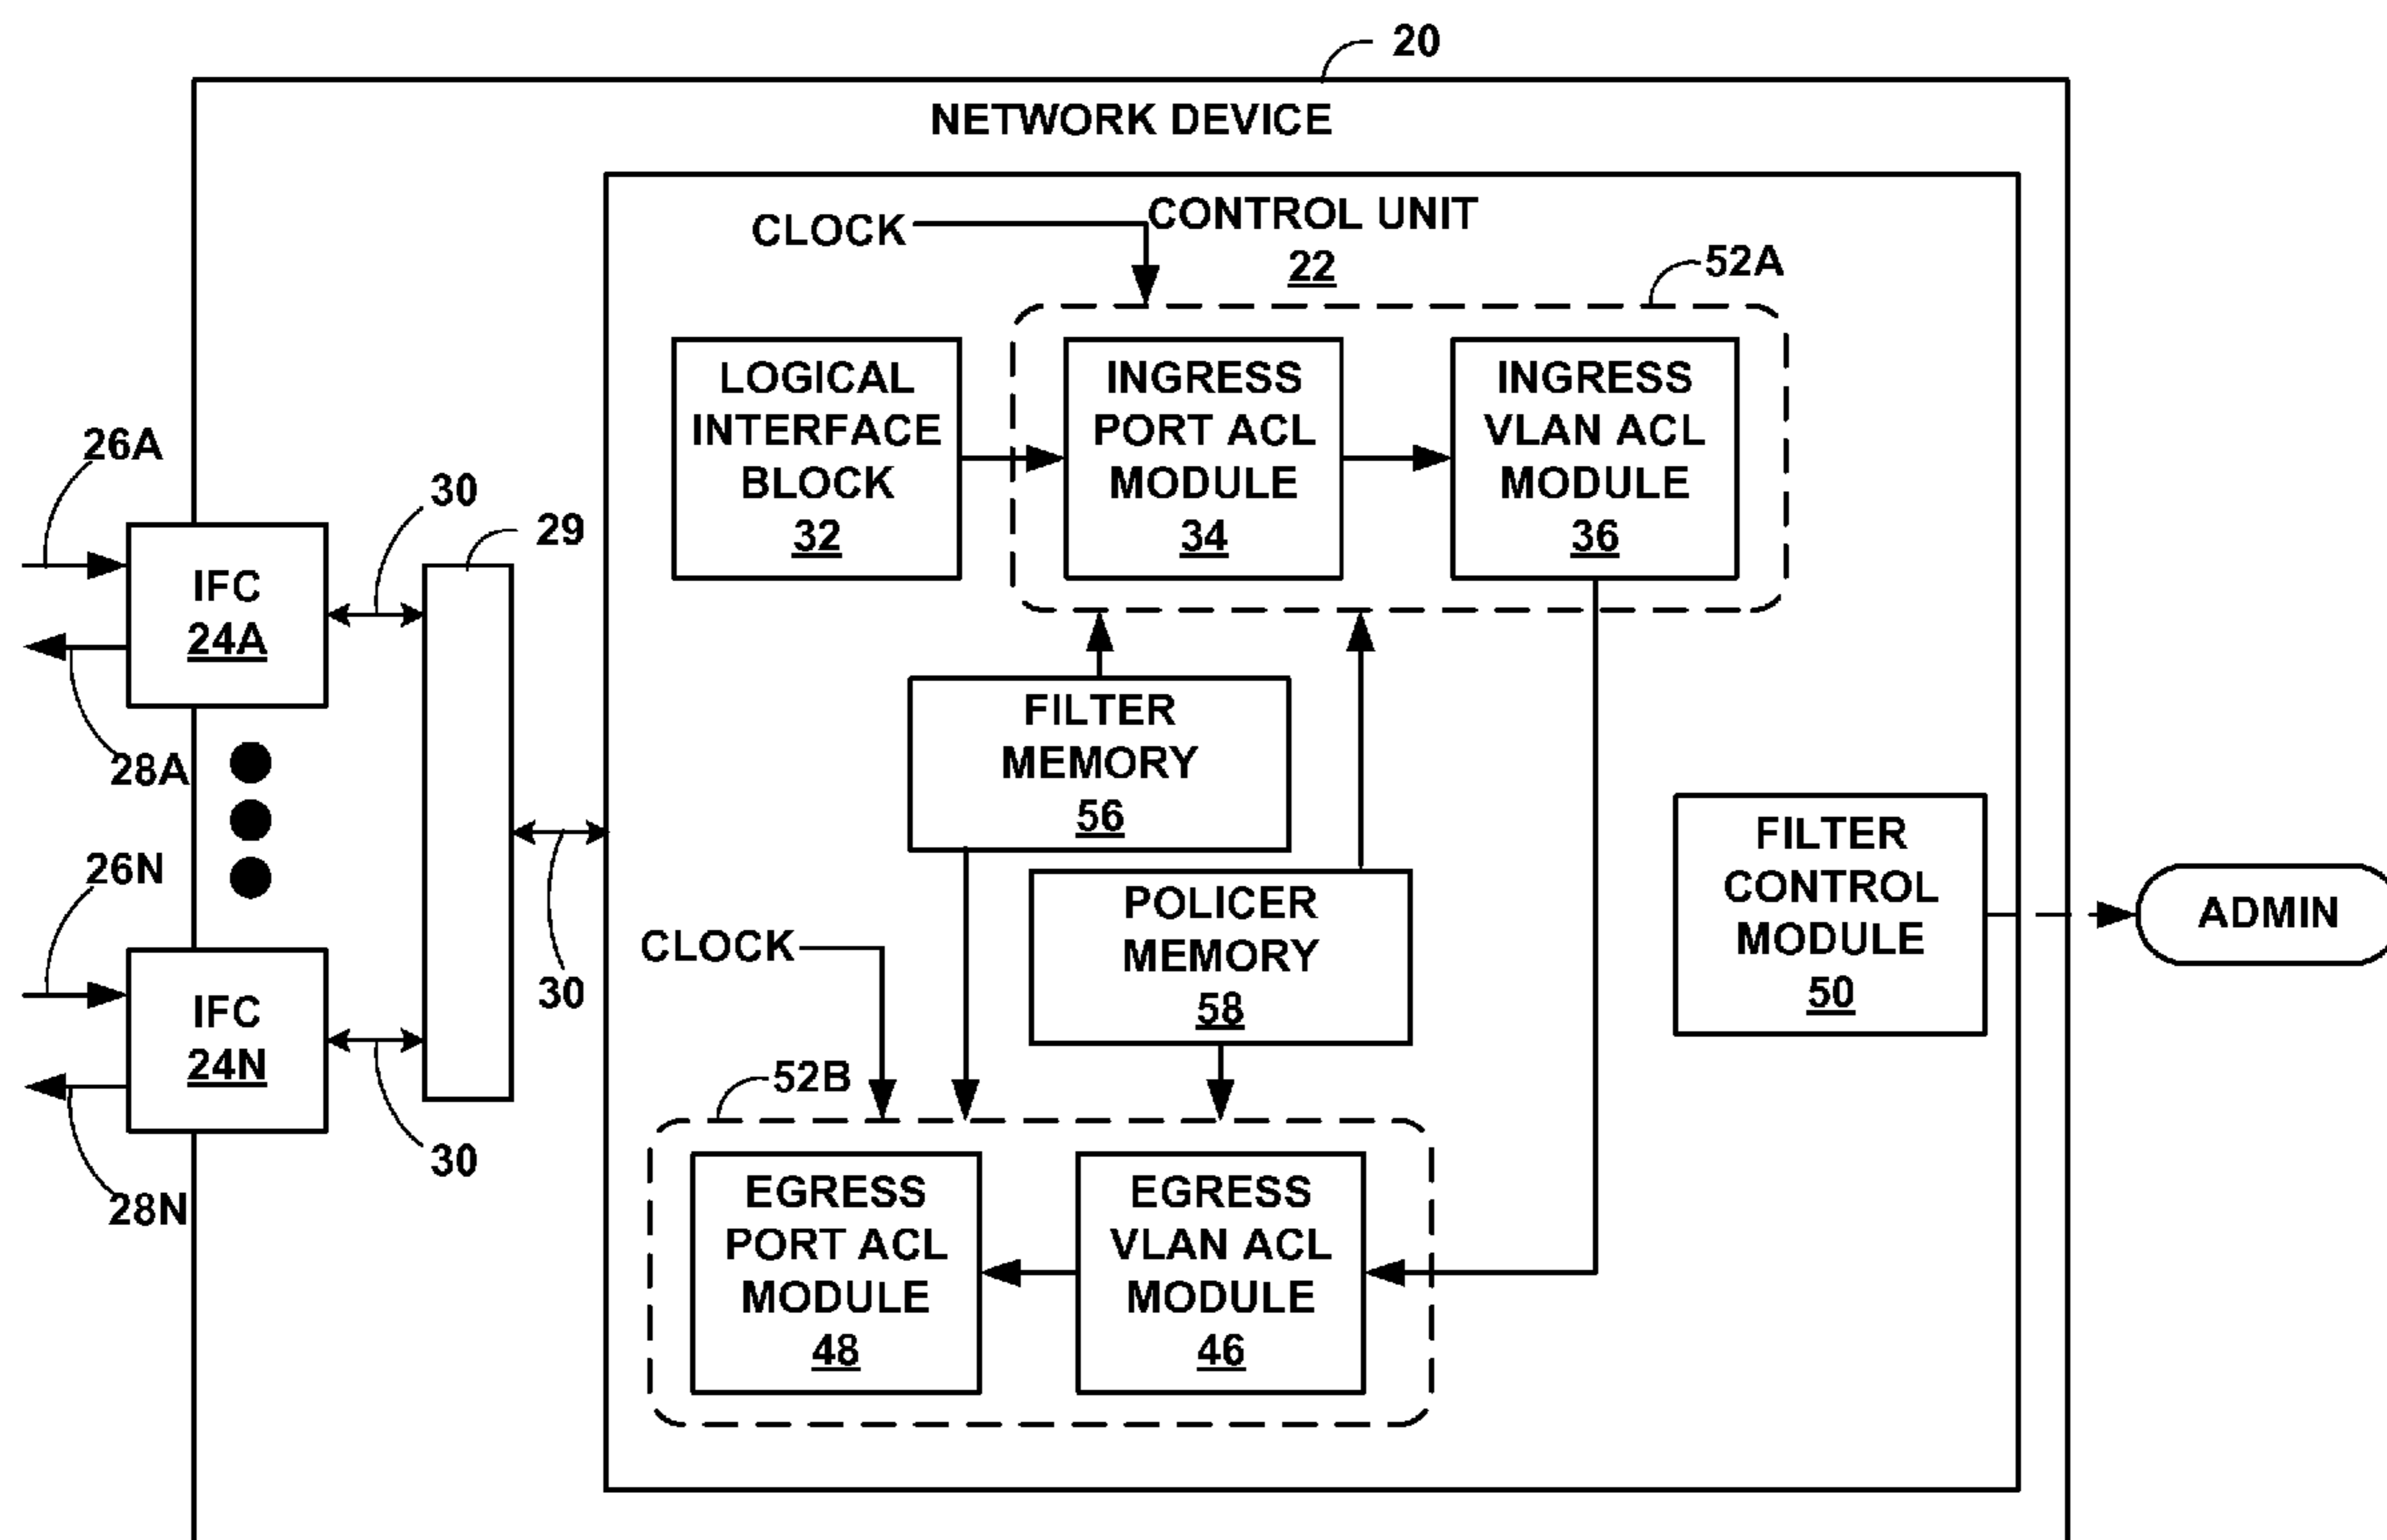 20
NETWORK DEVICE
CLOCK
CONTROL UNIT
22
52A
LOGICAL
INTERFACE
BLOCK
32
INGRESS
PORT ACL
MODULE
34
INGRESS
VLAN ACL
MODULE
36
26A
30
29
IFC
24A
28A
FILTER
MEMORY
56
26N
IFC
24N
28N
30
30
CLOCK
POLICER
MEMORY
58
FILTER
CONTROL
MODULE
50
ADMIN
52B
EGRESS
PORT ACL
MODULE
48
EGRESS
VLAN ACL
MODULE
46